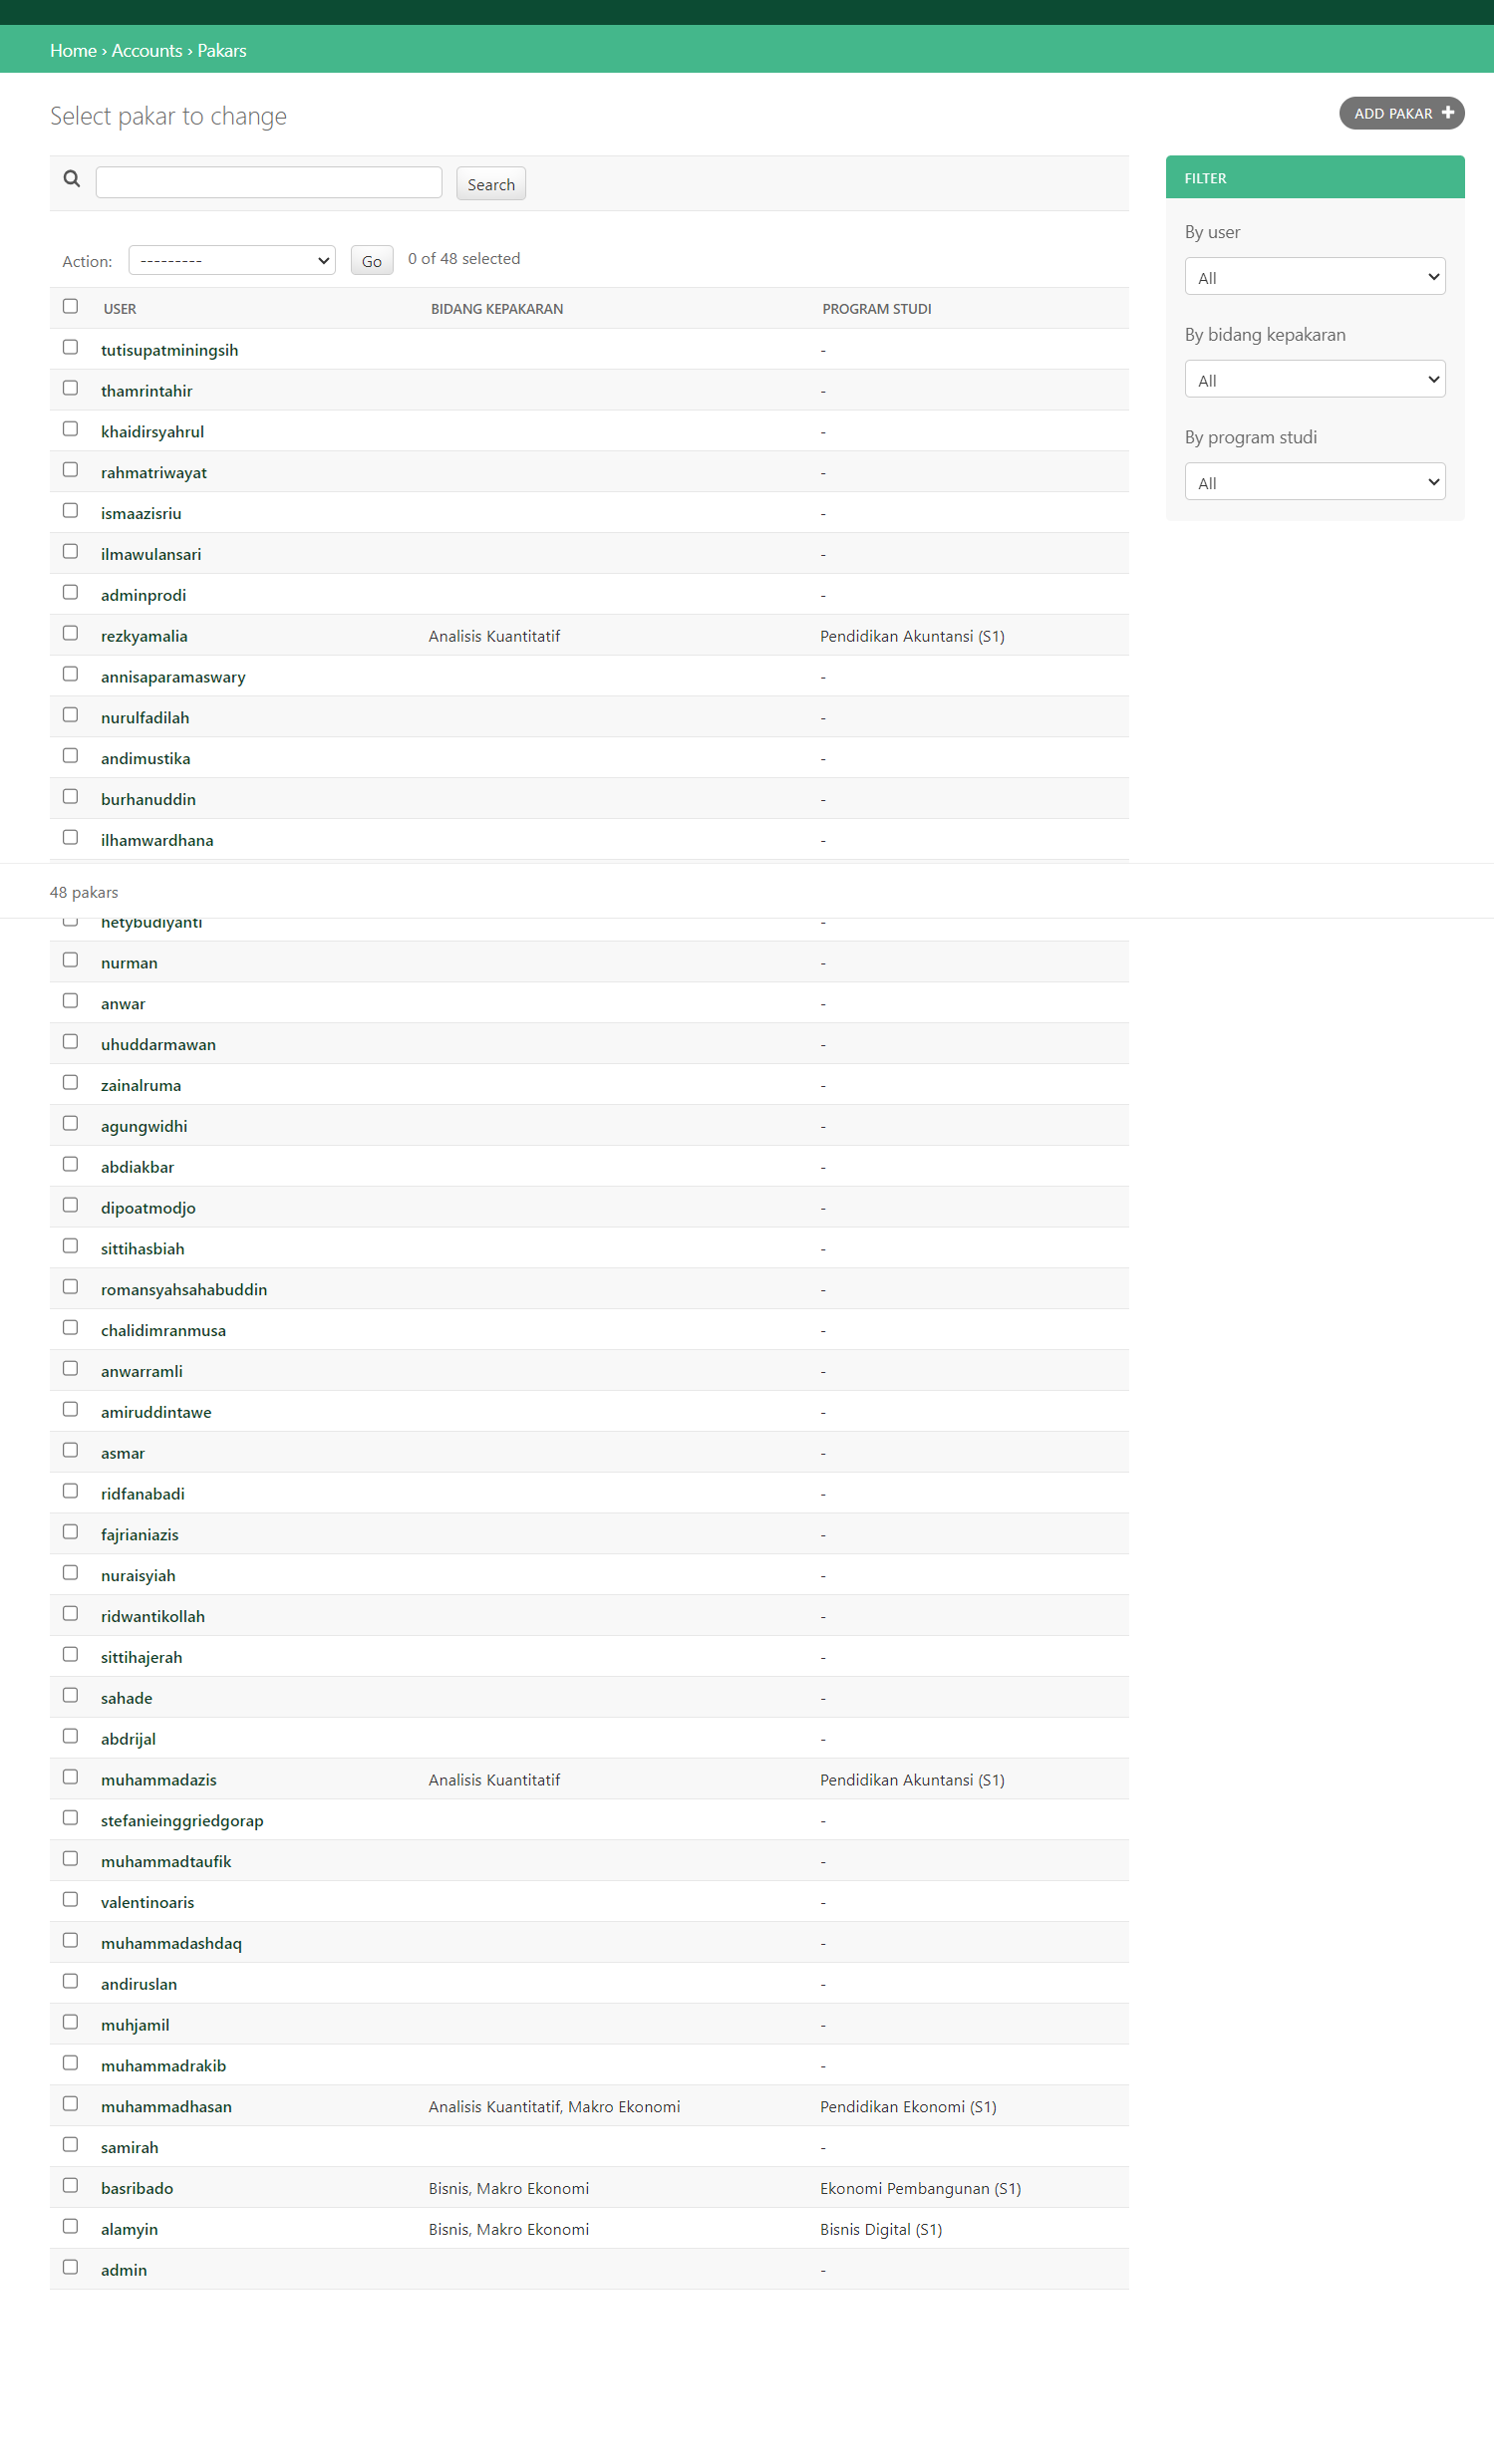 Home › Accounts › Pakars
Select pakar to change
ADD PAKAR
Search
FILTER
By user
All
By bidang kepakaran
All
By program studi
All
Action: --------- Go 0 of 48 selected
USER BIDANG KEPAKARAN PROGRAM STUDI
tutisupatminingsih -
thamrintahir -
khaidirsyahrul -
rahmatriwayat -
ismaazisriu -
ilmawulansari -
adminprodi -
rezkyamalia Analisis Kuantitatif Pendidikan Akuntansi (S1)
annisaparamaswary -
nurulfadilah -
andimustika -
burhanuddin -
ilhamwardhana -
48 pakars
hetybudiyanti -
nurman -
anwar -
uhuddarmawan -
zainalruma -
agungwidhi -
abdiakbar -
dipoatmodjo -
sittihasbiah -
romansyahsahabuddin -
chalidimranmusa -
anwarramli -
amiruddintawe -
asmar -
ridfanabadi -
fajrianiazis -
nuraisyiah -
ridwantikollah -
sittihajerah -
sahade -
abdrijal -
muhammadazis Analisis Kuantitatif Pendidikan Akuntansi (S1)
stefanieinggriedgorap -
muhammadtaufik -
valentinoaris -
muhammadashdaq -
andiruslan -
muhjamil -
muhammadrakib -
muhammadhasan Analisis Kuantitatif, Makro Ekonomi Pendidikan Ekonomi (S1)
samirah -
basribado Bisnis, Makro Ekonomi Ekonomi Pembangunan (S1)
alamyin Bisnis, Makro Ekonomi Bisnis Digital (S1)
admin -